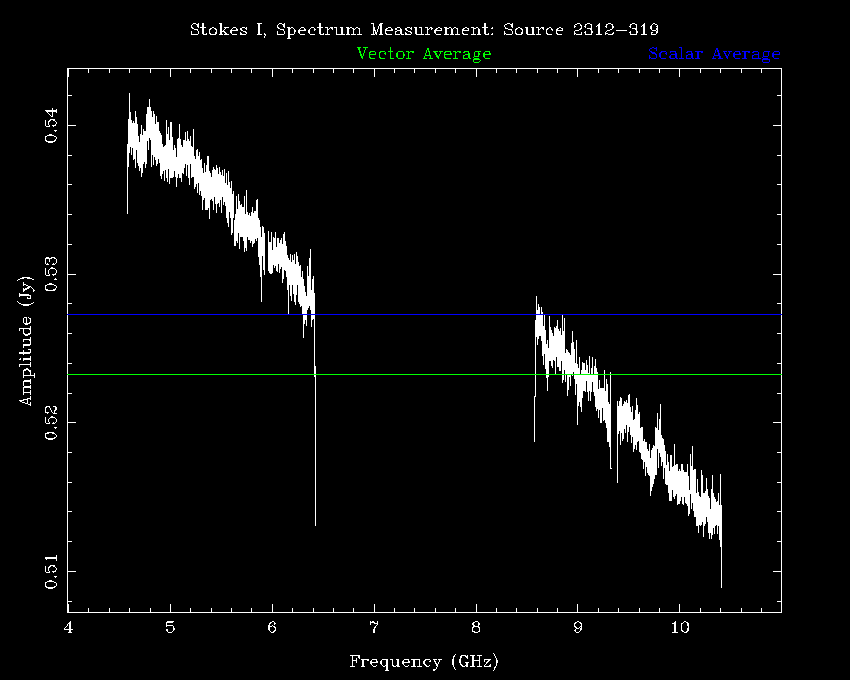 Stokes I, Spectrum Measurement: Source 2312-319
Vector Average Scalar Average
0.54
0.53
0.52
0.51
Amplitude (Jy)
4 5 6 7 8 9 10
Frequency (GHz)